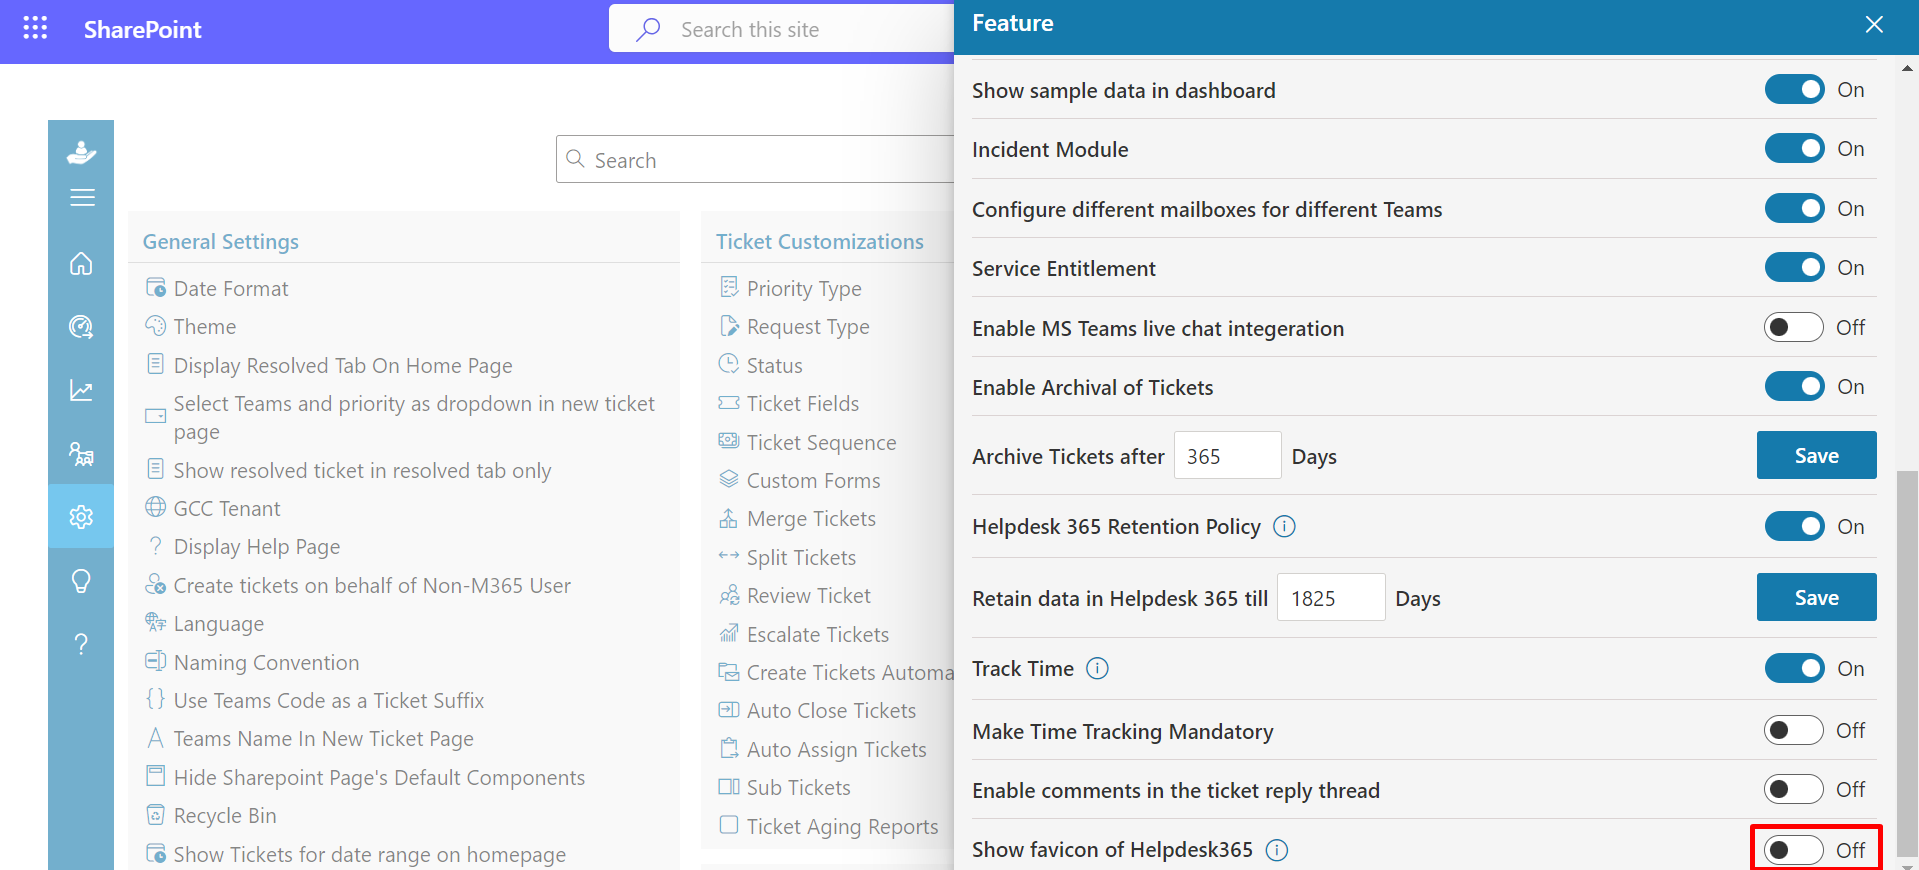 SharePoint
Search this site
Search
General Settings
Date Format
Theme
Display Resolved Tab On Home Page
Select Teams and priority as dropdown in new ticket
page
Show resolved ticket in resolved tab only
GCC Tenant
Display Help Page
Create tickets on behalf of Non-M365 User
Language
Naming Convention
Use Teams Code as a Ticket Suffix
Teams Name In New Ticket Page
Hide Sharepoint Page's Default Components
Recycle Bin
Show Tickets for date range on homepage
Ticket Customizations
Priority Type
Request Type
Status
Ticket Fields
Ticket Sequence
Custom Forms
Merge Tickets
Split Tickets
Review Ticket
Escalate Tickets
Create Tickets Automa
Auto Close Tickets
Auto Assign Tickets
Sub Tickets
Ticket Aging Reports
Feature
Show sample data in dashboard On
Incident Module On
Configure different mailboxes for different Teams On
Service Entitlement On
Enable MS Teams live chat integeration Off
Enable Archival of Tickets On
Archive Tickets after 365 Days Save
Helpdesk 365 Retention Policy On
Retain data in Helpdesk 365 till 1825 Days Save
Track Time On
Make Time Tracking Mandatory Off
Enable comments in the ticket reply thread Off
Show favicon of Helpdesk365 Off